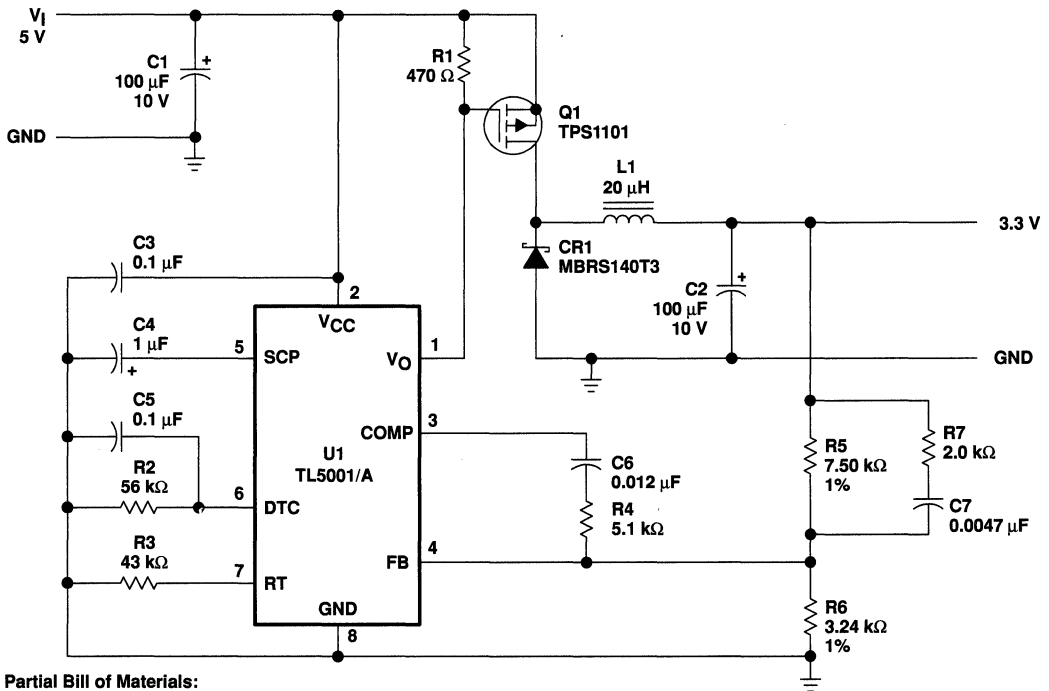 VI
5 V
C1
100 μF
10 V
+
GND
R1
470 Ω
Q1
TPS1101
L1
20 μH
3.3 V
CR1
MBRS140T3
C2
100 μF
10 V
+
GND
C3
0.1 μF
2
VCC
C4
1 μF
+
5
SCP
1
VO
C5
0.1 μF
3
COMP
U1
TL5001/A
R2
56 kΩ
6
DTC
C6
0.012 μF
R4
5.1 kΩ
R5
7.50 kΩ
1%
R7
2.0 kΩ
C7
0.0047 μF
R3
43 kΩ
7
RT
4
FB
GND
8
R6
3.24 kΩ
1%
Partial Bill of Materials: